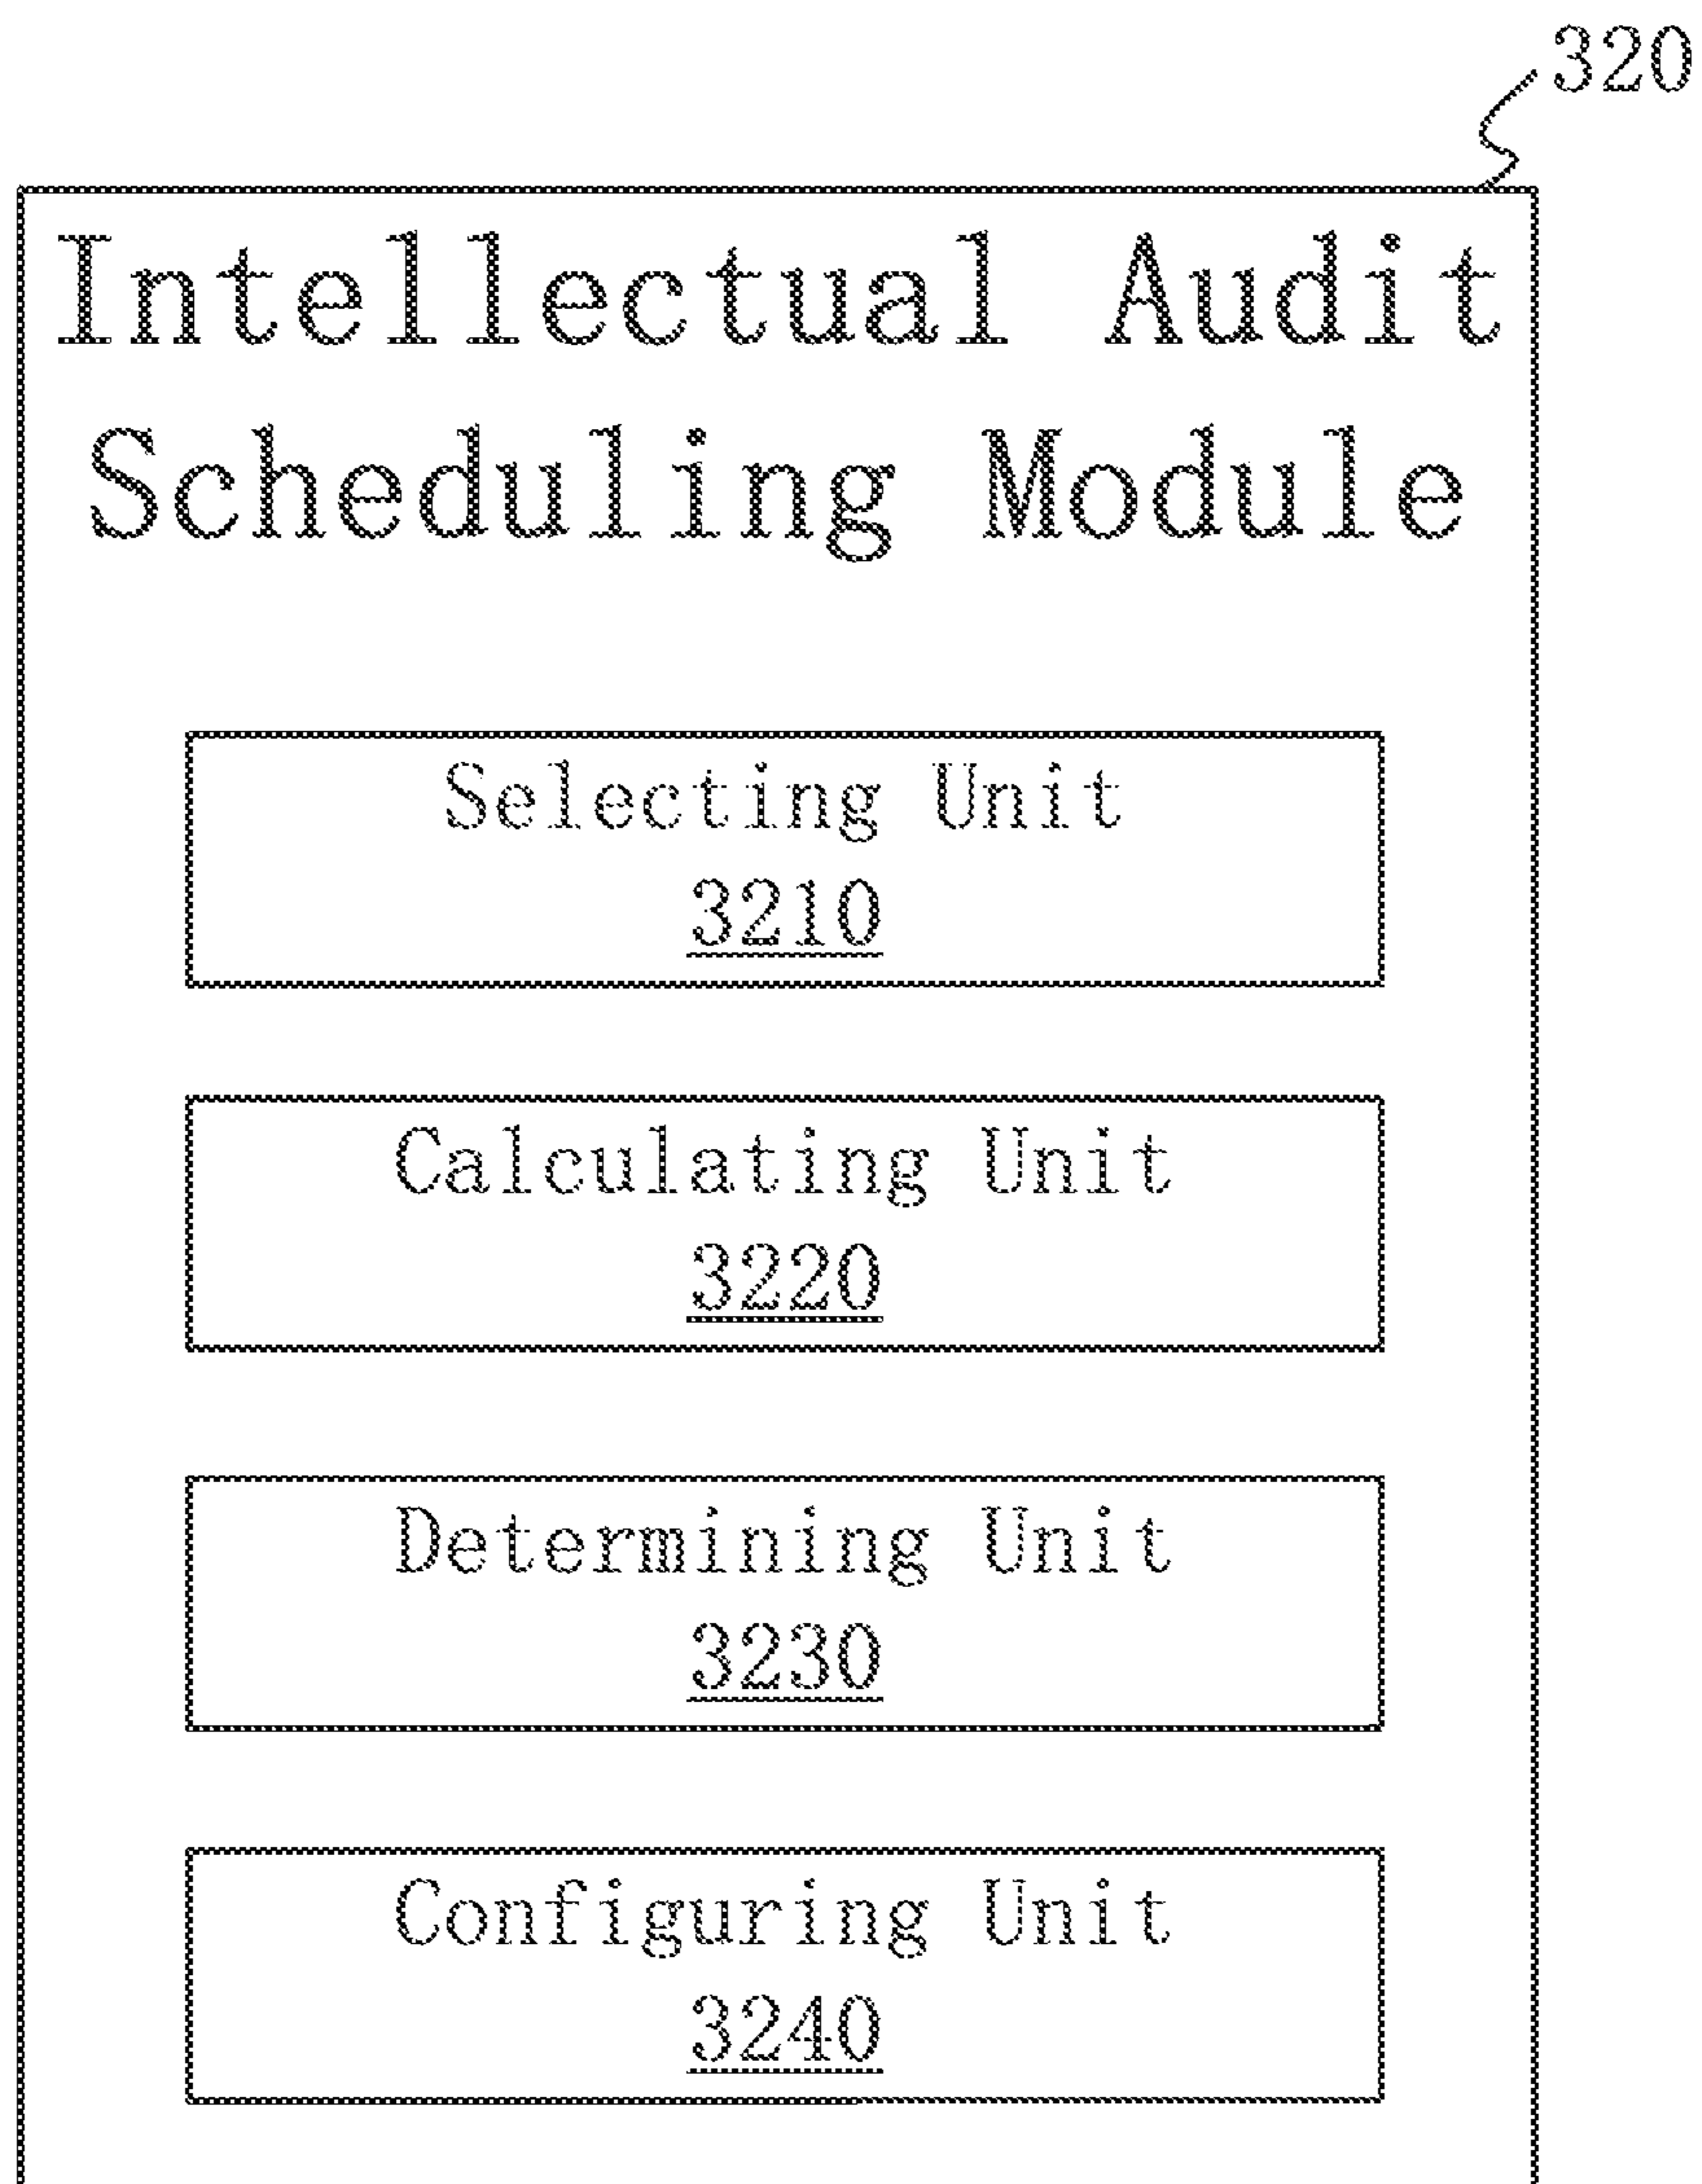 320
Intellectual Audit
Scheduling Module
Selecting Unit
3210
Calculating Unit
3220
Determining Unit
3230
Configuring Unit
3240